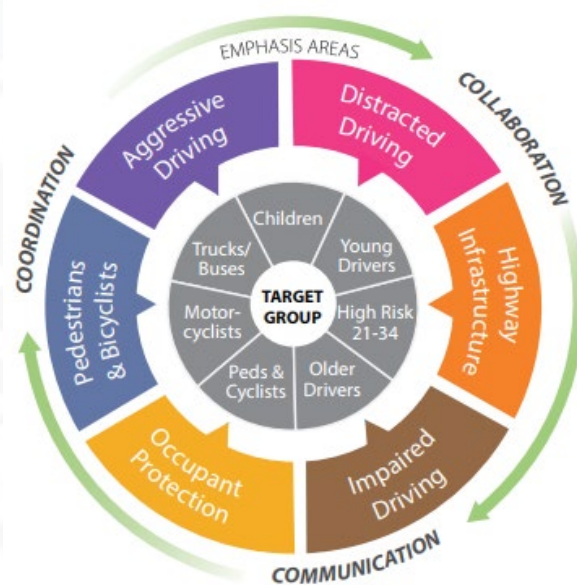 EMPHASIS AREAS
COLLABORATION
COMMUNICATION
COORDINATION
Aggressive
Driving
Distracted
Driving
Highway
Infrastructure
Impaired
Driving
Occupant
Protection
Pedestrians
& Bicyclists
Children
Young
Drivers
High Risk
21-34
Older
Drivers
Peds &
Cyclists
Motor-
cyclists
Trucks/
Buses
TARGET
GROUP